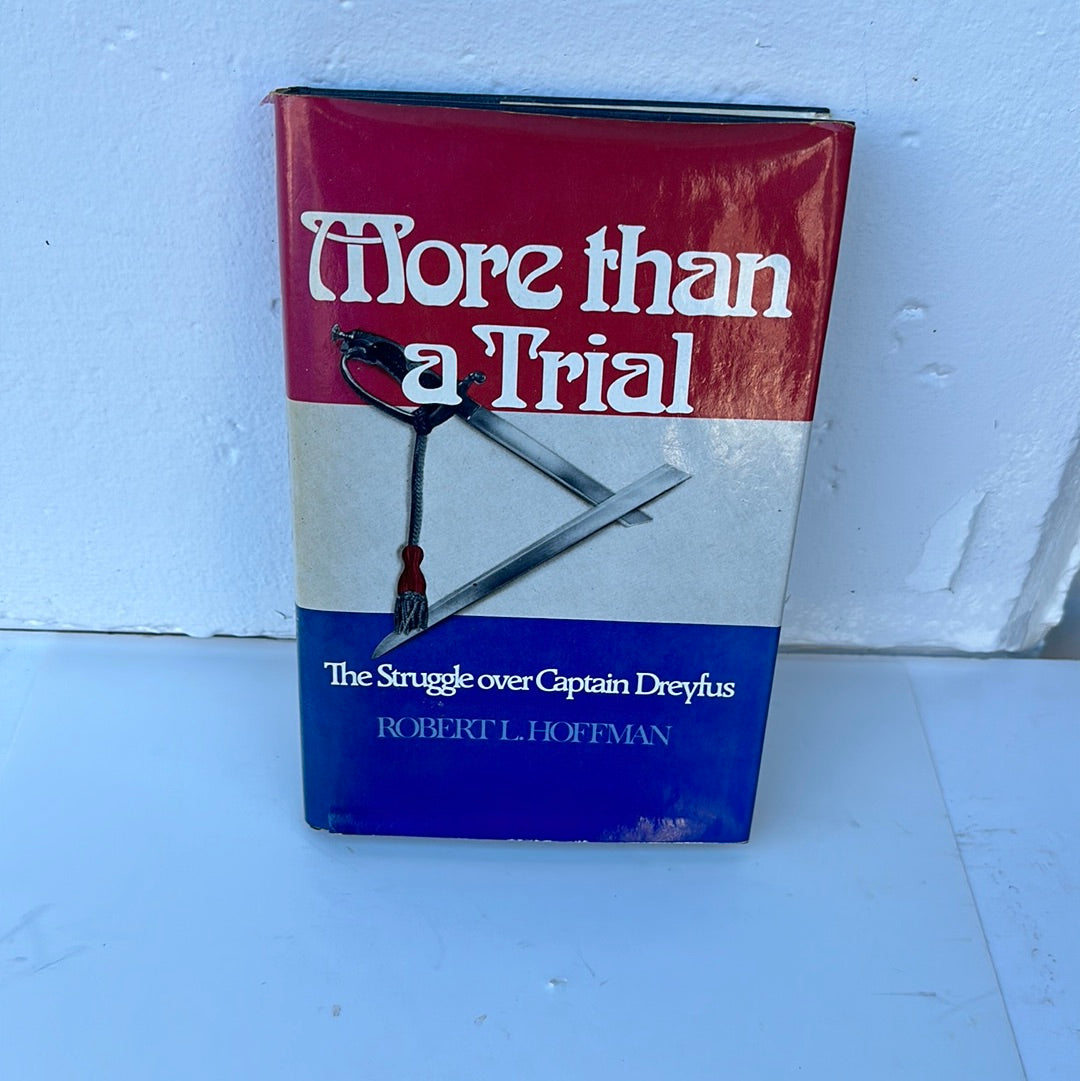 More than
a Trial
The Struggle over Captain Dreyfus
ROBERT L. HOFFMAN